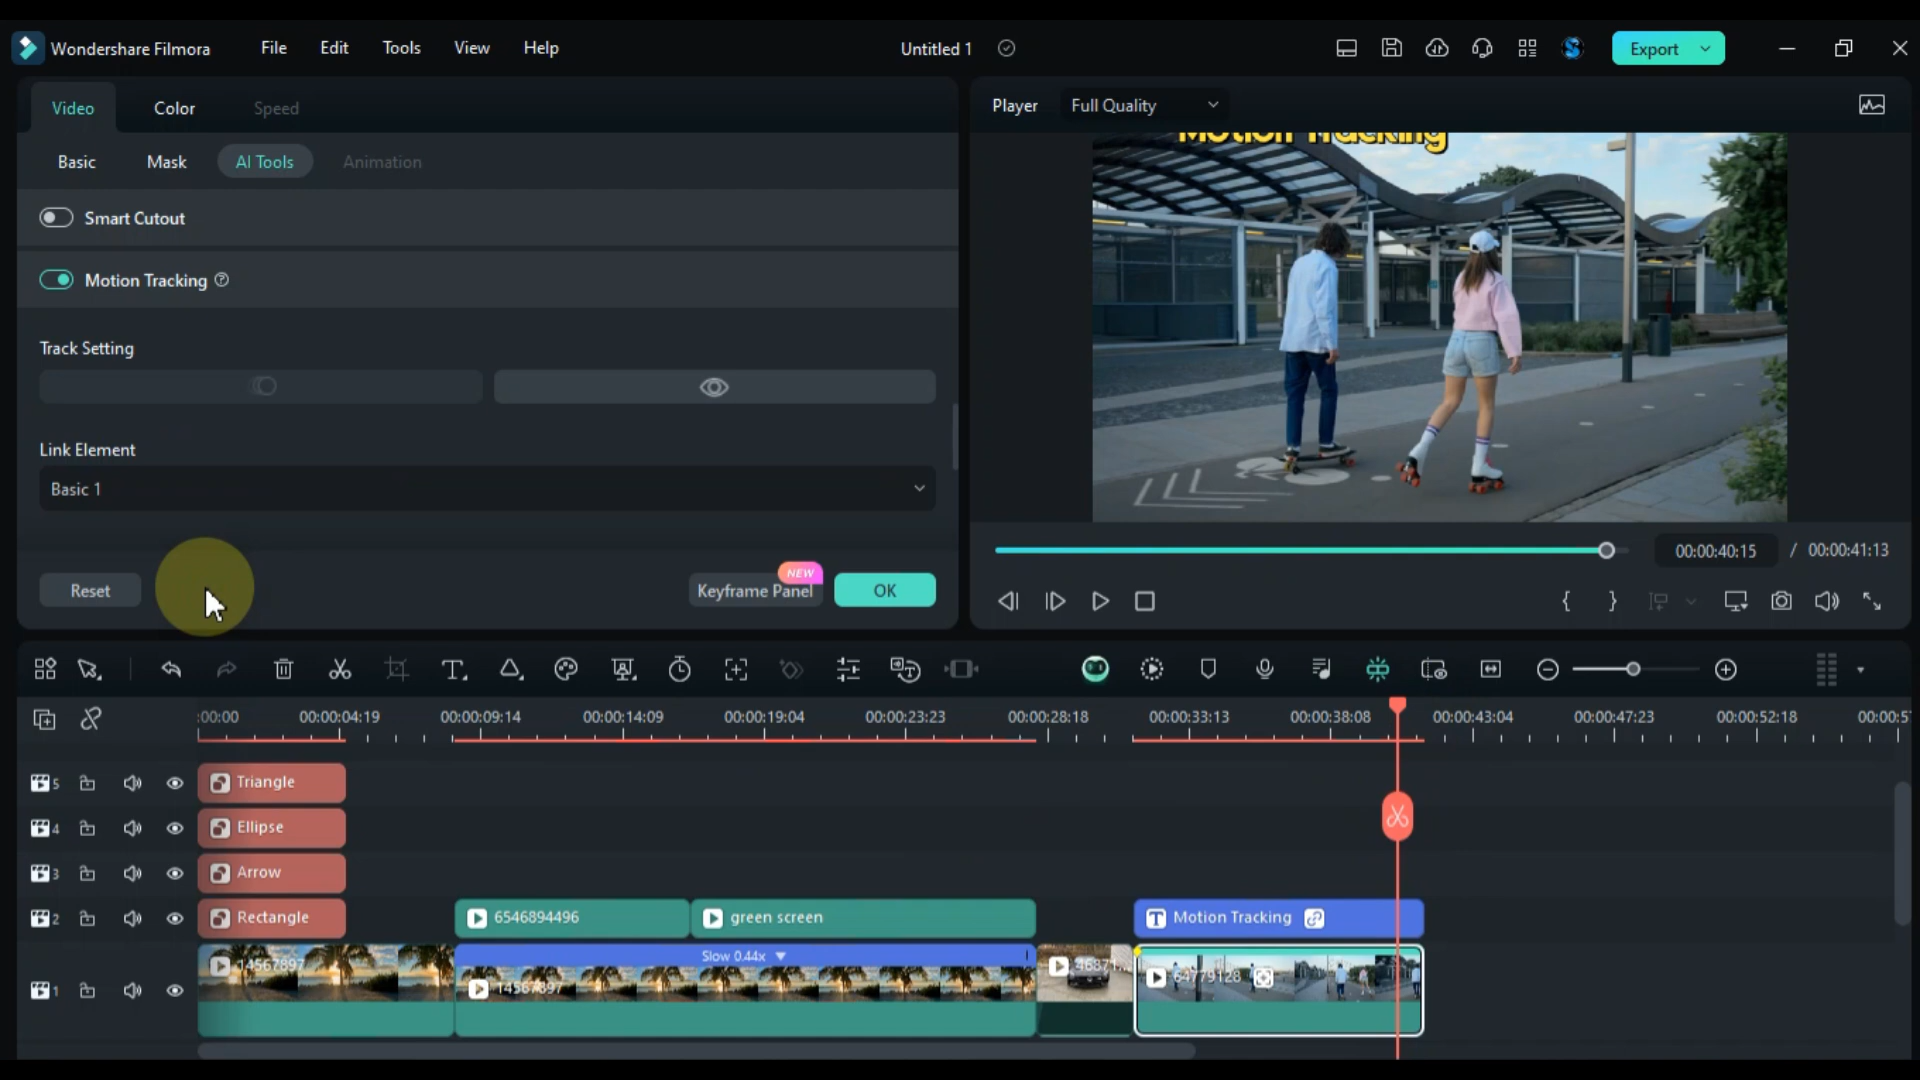 Wondershare Filmora File Edit Tools View Help Untitled 1 Export
Video Color Speed
Player Full Quality
Motion Tracking
Basic Mask AI Tools Animation
Smart Cutout
Motion Tracking
Track Setting
Link Element
Basic 1
00:00:40:15 / 00:00:41:13
NEW
Reset Keyframe Panel OK
:00:00 00:00:04:19 00:00:09:14 00:00:14:09 00:00:19:04 00:00:23:23 00:00:28:18 00:00:33:13 00:00:38:08 00:00:43:04 00:00:47:23 00:00:52:18 00:00:5
5 Triangle
4 Ellipse
3 Arrow
2 Rectangle 6546894496 green screen Motion Tracking
Slow 0.44x
14567897 46871... 64779128
14567897
1